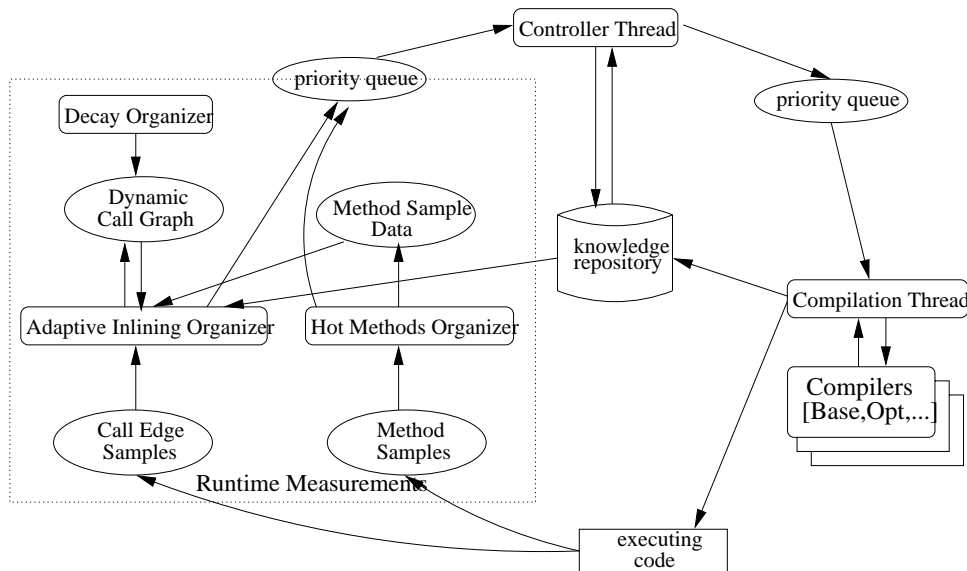 Controller Thread
priority queue
priority queue
Decay Organizer
Dynamic
Call Graph
Method Sample
Data
knowledge
repository
Adaptive Inlining Organizer
Hot Methods Organizer
Compilation Thread
Compilers
[Base,Opt,...]
Call Edge
Samples
Method
Samples
Runtime Measurements
executing
code